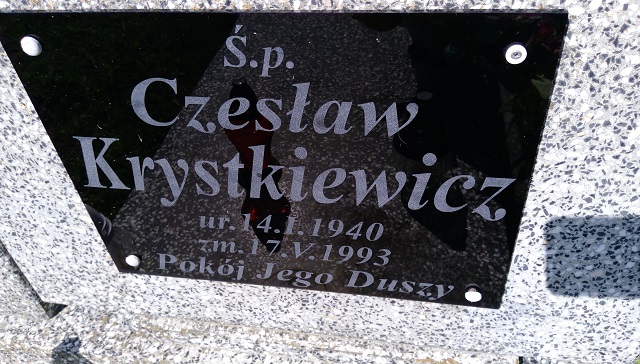 Ś.p.
Czesław
Krystkiewicz
ur.14.I.1940
zm.17.V.1993
Pokój Jego Duszy